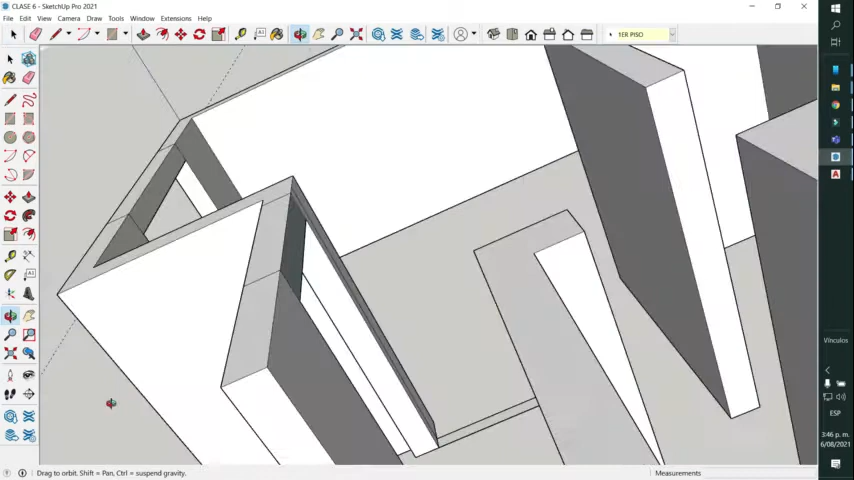 CLASE 6 - SketchUp Pro 2021
File Edit View Camera Draw Tools Window Extensions Help
1ER PISO
Vínculos
ESP
3:46 p. m.
6/08/2021
Drag to orbit. Shift = Pan, Ctrl = suspend gravity.
Measurements